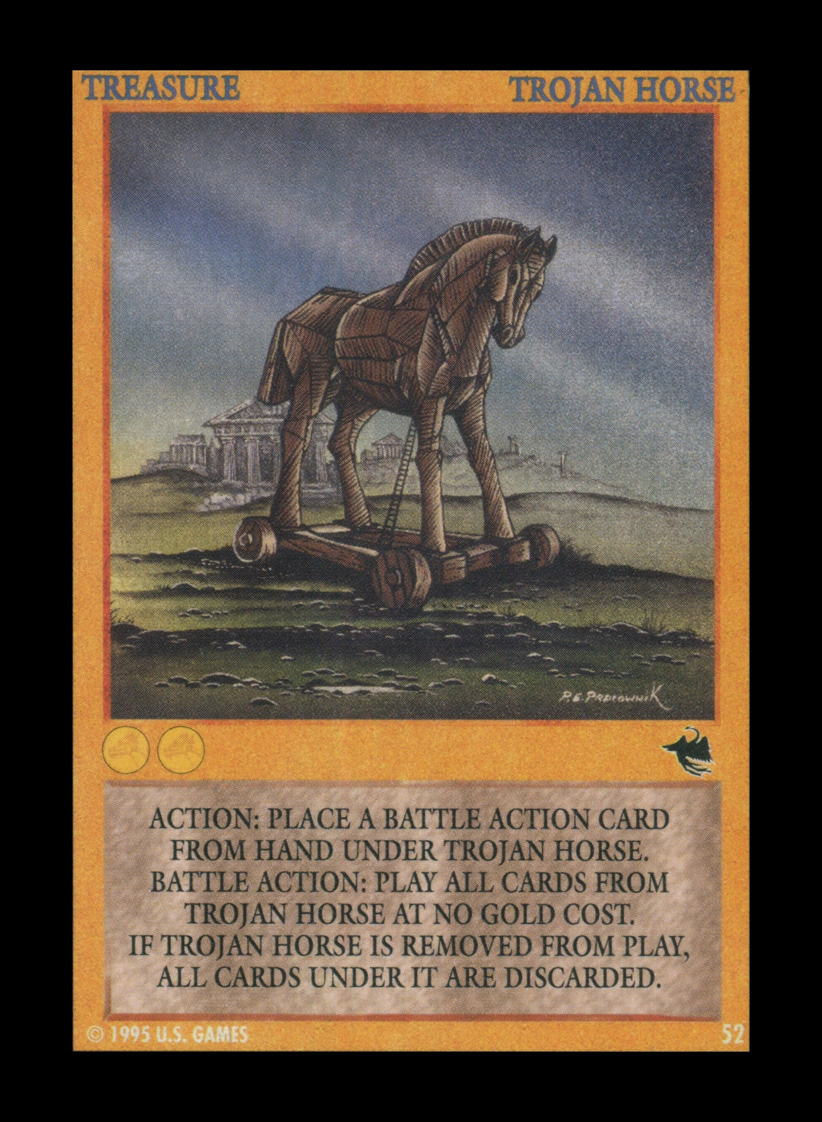 TREASURE
TROJAN HORSE
P.E. PADLOWNIK
ACTION: PLACE A BATTLE ACTION CARD
FROM HAND UNDER TROJAN HORSE.
BATTLE ACTION: PLAY ALL CARDS FROM
TROJAN HORSE AT NO GOLD COST.
IF TROJAN HORSE IS REMOVED FROM PLAY,
ALL CARDS UNDER IT ARE DISCARDED.
© 1995 U.S. GAMES
52